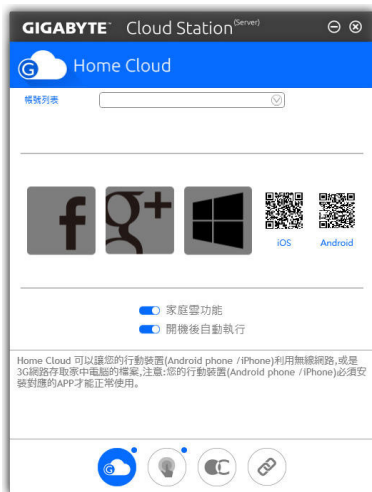 GIGABYTE™ Cloud Station(Server)
G Home Cloud
帳號列表
f g+
iOS Android
家庭雲功能
開機後自動執行
Home Cloud 可以讓您的行動裝置(Android phone /iPhone)利用無線網路,或是
3G網路存取家中電腦的檔案,注意:您的行動裝置(Android phone /iPhone)必須安
裝對應的APP才能正常使用。
G